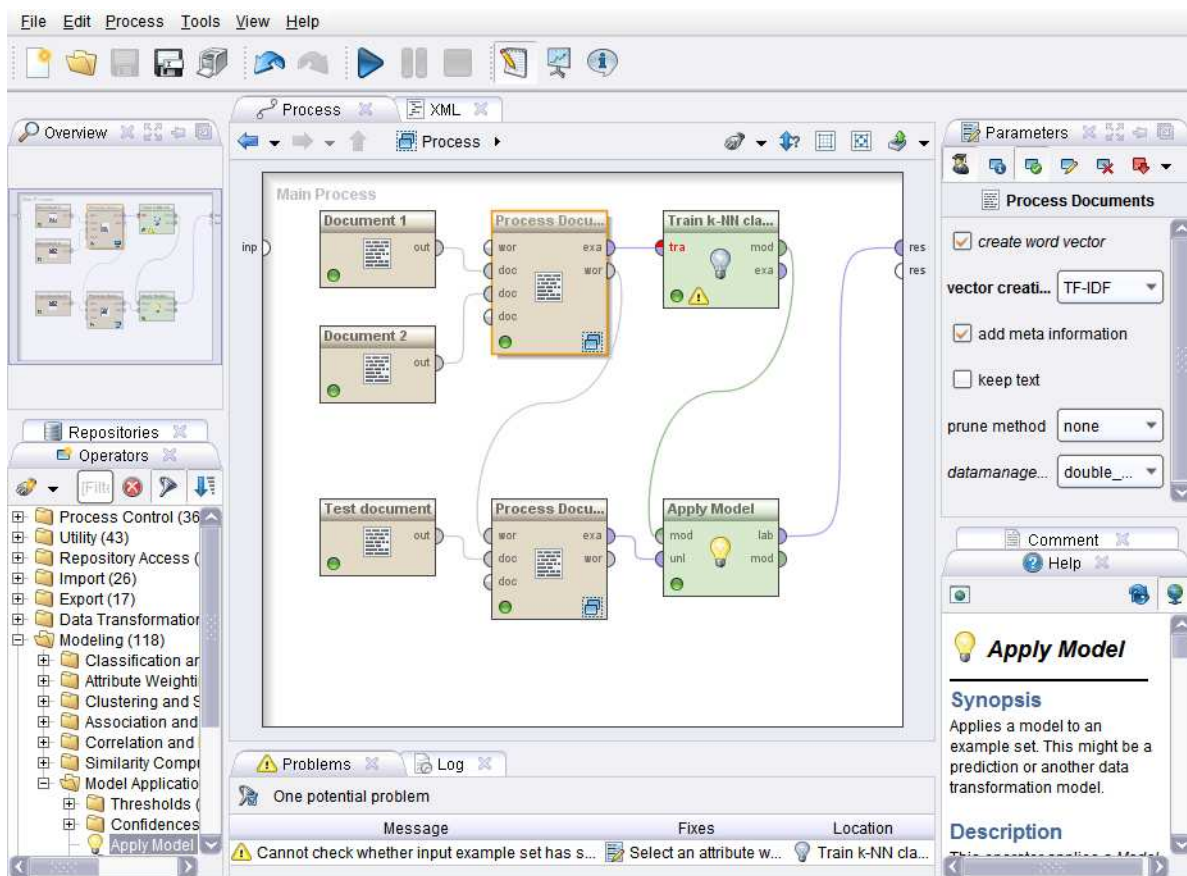 File Edit Process Tools View Help
Process
XML
Overview
Process
Parameters
Main Process
Process Documents
inp
Document 1
out
Process Docu...
wor
exa
doc
wor
doc
doc
Train k-NN cla...
tra
mod
exa
res
res
Document 2
out
create word vector
vector creati...
TF-IDF
add meta information
keep text
prune method
none
datamanage...
double_...
Repositories
Operators
[Filt
Process Control (36
Utility (43)
Repository Access (
Import (26)
Export (17)
Data Transformation
Modeling (118)
Classification an
Attribute Weighti
Clustering and S
Association and
Correlation and
Similarity Compu
Model Applicatio
Thresholds (
Confidences
Apply Model
Test document
out
Process Docu...
wor
exa
doc
wor
doc
Apply Model
mod
lab
unl
mod
Comment
Help
Apply Model
Synopsis
Applies a model to an
example set. This might be a
prediction or another data
transformation model.
Description
This operator applies a Model
Problems
Log
One potential problem
Message
Fixes
Location
Cannot check whether input example set has s...
Select an attribute w...
Train k-NN cla...